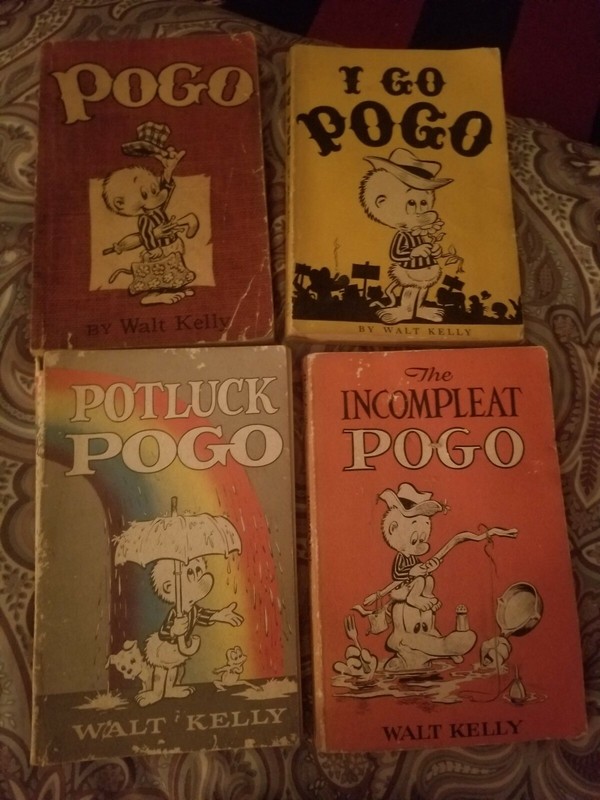 POGO
BY Walt Kelly
I GO
POGO
BY WALT KELLY
POTLUCK
POGO
WALT KELLY
The
INCOMPLEAT
POGO
WALT KELLY